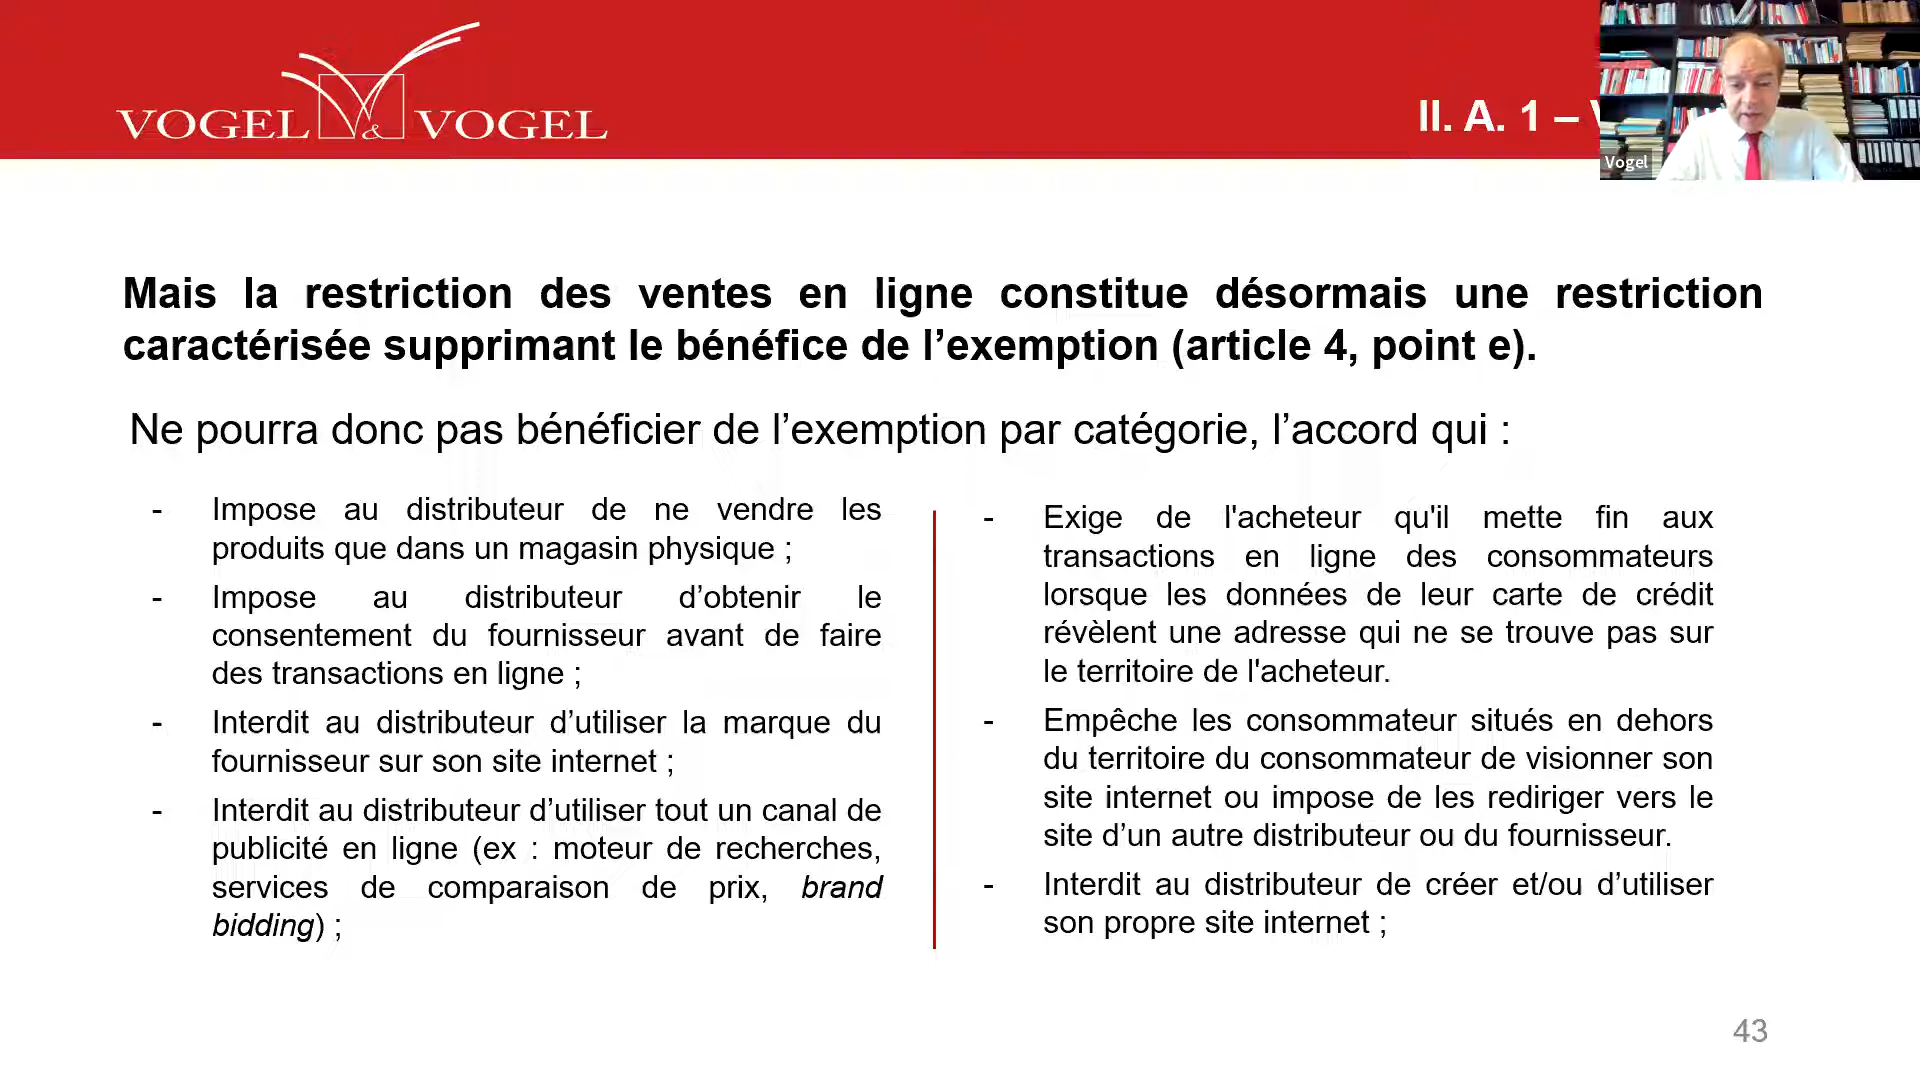 VOGEL & VOGEL
II. A. 1 –
Vogel
Mais la restriction des ventes en ligne constitue désormais une restriction
caractérisée supprimant le bénéfice de l’exemption (article 4, point e).
Ne pourra donc pas bénéficier de l’exemption par catégorie, l’accord qui :
- Impose au distributeur de ne vendre les
produits que dans un magasin physique ;
- Impose au distributeur d’obtenir le
consentement du fournisseur avant de faire
des transactions en ligne ;
- Interdit au distributeur d’utiliser la marque du
fournisseur sur son site internet ;
- Interdit au distributeur d’utiliser tout un canal de
publicité en ligne (ex : moteur de recherches,
services de comparaison de prix, brand
bidding) ;
- Exige de l'acheteur qu'il mette fin aux
transactions en ligne des consommateurs
lorsque les données de leur carte de crédit
révèlent une adresse qui ne se trouve pas sur
le territoire de l'acheteur.
- Empêche les consommateur situés en dehors
du territoire du consommateur de visionner son
site internet ou impose de les rediriger vers le
site d’un autre distributeur ou du fournisseur.
- Interdit au distributeur de créer et/ou d’utiliser
son propre site internet ;
43